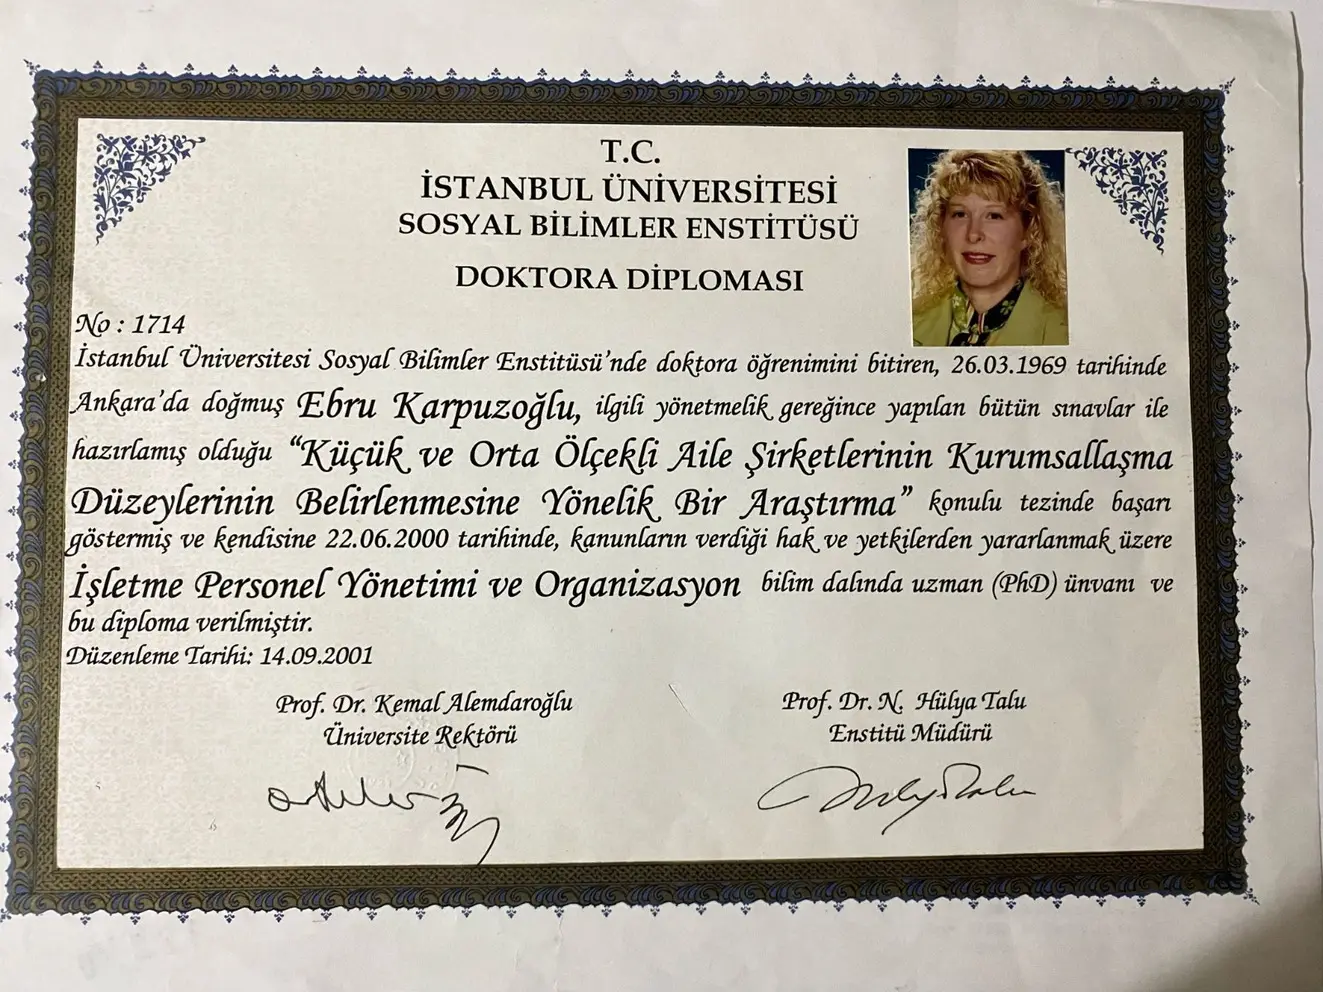 T.C.
İSTANBUL ÜNİVERSİTESİ
SOSYAL BİLİMLER ENSTİTÜSÜ
DOKTORA DİPLOMASI
No : 1714
İstanbul Üniversitesi Sosyal Bilimler Enstitüsü'nde doktora öğrenimini bitiren, 26.03.1969 tarihinde
Ankara'da doğmuş Ebru Karpuzoğlu, ilgili yönetmelik gereğince yapılan bütün sınavlar ile
hazırlamış olduğu "Küçük ve Orta Ölçekli Aile Şirketlerinin Kurumsallaşma
Düzeylerinin Belirlenmesine Yönelik Bir Araştırma" konulu tezinde başarı
göstermiş ve kendisine 22.06.2000 tarihinde, kanunların verdiği hak ve yetkilerden yararlanmak üzere
İşletme Personel Yönetimi ve Organizasyon bilim dalında uzman (PhD) ünvanı ve
bu diploma verilmiştir.
Düzenleme Tarihi: 14.09.2001
Prof. Dr. Kemal Alemdaroğlu
Üniversite Rektörü
Prof. Dr. N. Hülya Talu
Enstitü Müdürü